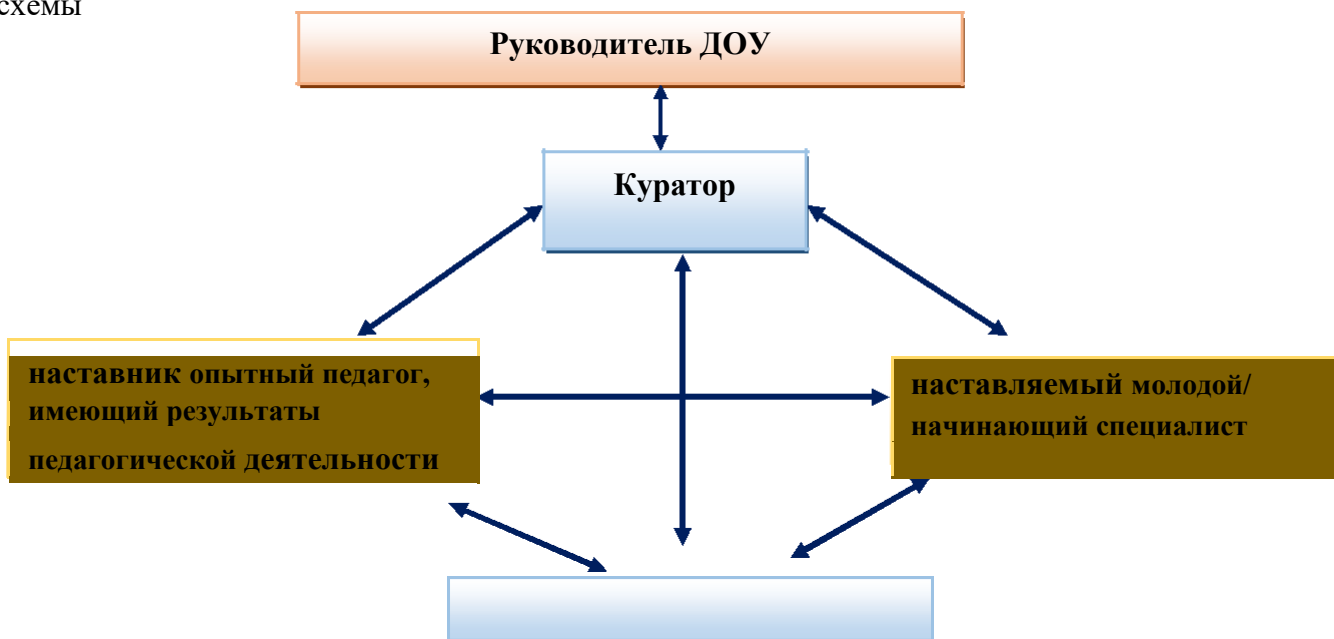 схемы
Руководитель ДОУ
Куратор
наставник опытный педагог,
имеющий результаты
педагогической деятельности
наставляемый молодой/
начинающий специалист